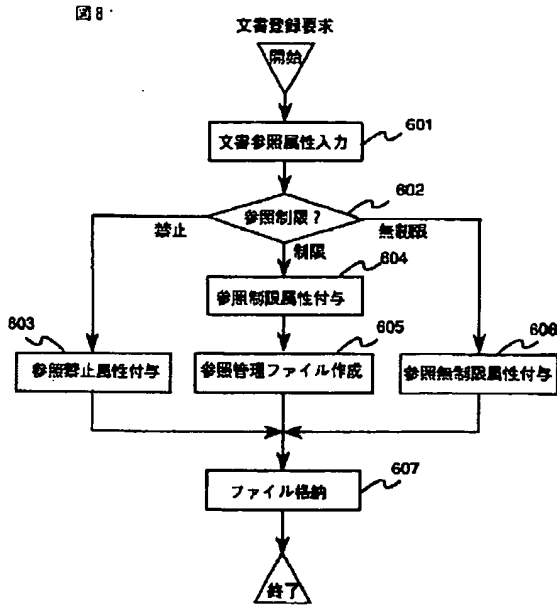 図8
文書登録要求
開始
文書参照属性入力
601
参照制限?
602
禁止
制限
無制限
参照制限属性付与
604
603
参照禁止属性付与
605
参照管理ファイル作成
606
参照無制限属性付与
ファイル格納
607
終了